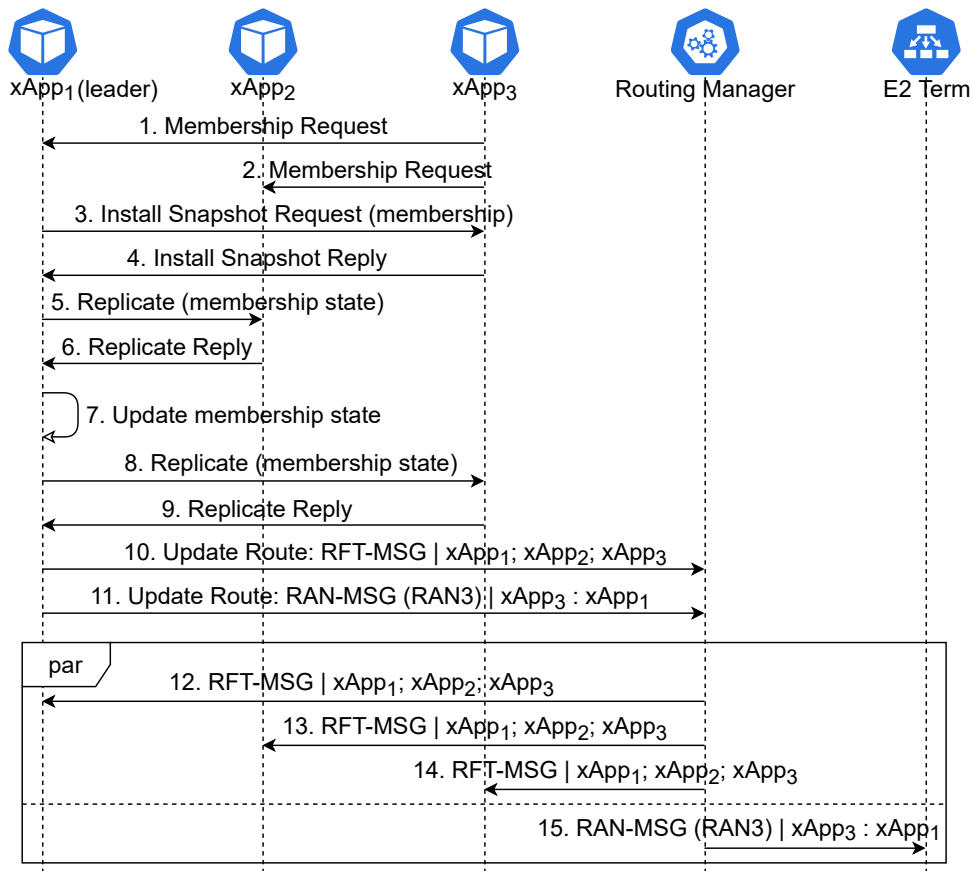 xApp₁ (leader)
xApp₂
xApp₃
Routing Manager
E2 Term
1. Membership Request
2. Membership Request
3. Install Snapshot Request (membership)
4. Install Snapshot Reply
5. Replicate (membership state)
6. Replicate Reply
7. Update membership state
8. Replicate (membership state)
9. Replicate Reply
10. Update Route: RFT-MSG | xApp₁; xApp₂; xApp₃
11. Update Route: RAN-MSG (RAN3) | xApp₃ : xApp₁
par
12. RFT-MSG | xApp₁; xApp₂; xApp₃
13. RFT-MSG | xApp₁; xApp₂; xApp₃
14. RFT-MSG | xApp₁; xApp₂; xApp₃
15. RAN-MSG (RAN3) | xApp₃ : xApp₁